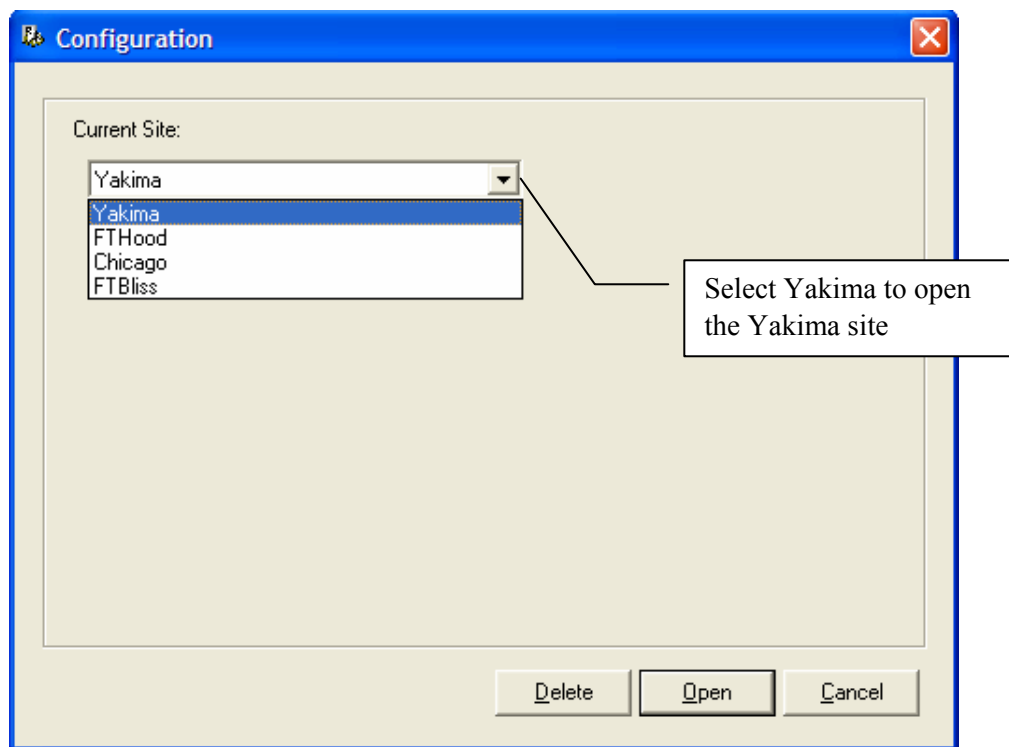 Configuration
Current Site:
Yakima
Yakima
FTHood
Chicago
FTBliss
Select Yakima to open
the Yakima site
Delete Open Cancel